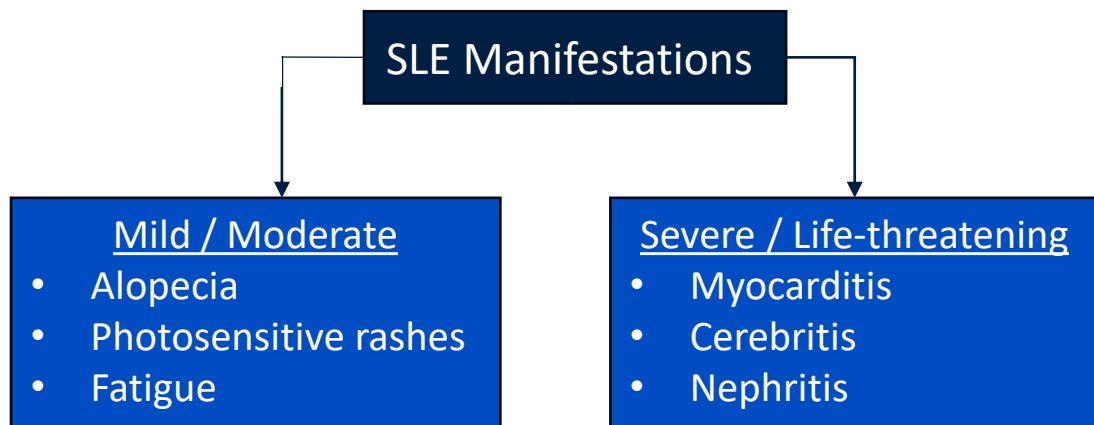 SLE Manifestations
Mild / Moderate
• Alopecia
• Photosensitive rashes
• Fatigue
Severe / Life-threatening
• Myocarditis
• Cerebritis
• Nephritis